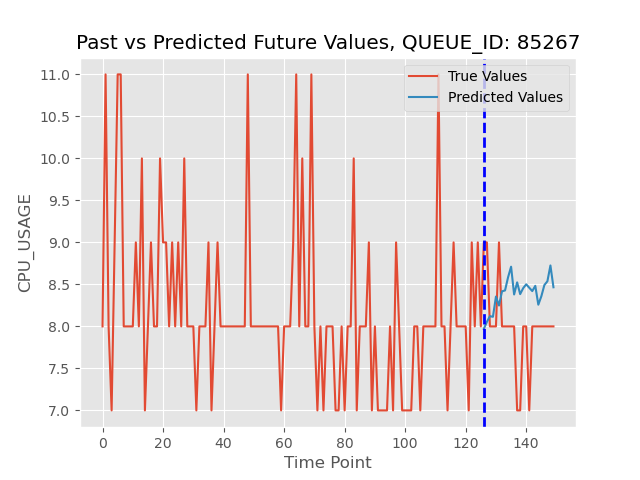 Past vs Predicted Future Values, QUEUE_ID: 85267
True Values
Predicted Values
CPU_USAGE
11.0
10.5
10.0
9.5
9.0
8.5
8.0
7.5
7.0
0 20 40 60 80 100 120 140
Time Point